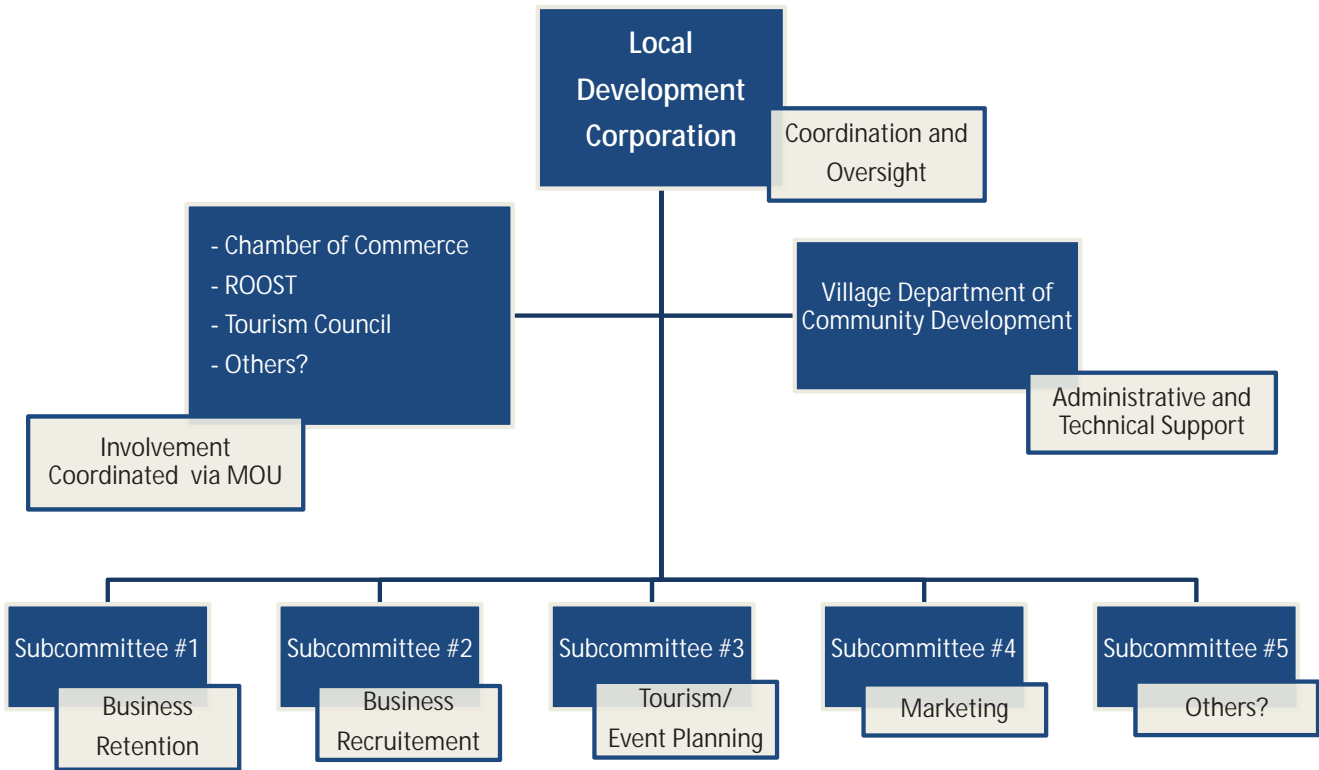 Local
Development
Corporation
Coordination and
Oversight
- Chamber of Commerce
- ROOST
- Tourism Council
- Others?
Involvement
Coordinated via MOU
Village Department of
Community Development
Administrative and
Technical Support
Subcommittee #1
Business
Retention
Subcommittee #2
Business
Recruitement
Subcommittee #3
Tourism/
Event Planning
Subcommittee #4
Marketing
Subcommittee #5
Others?